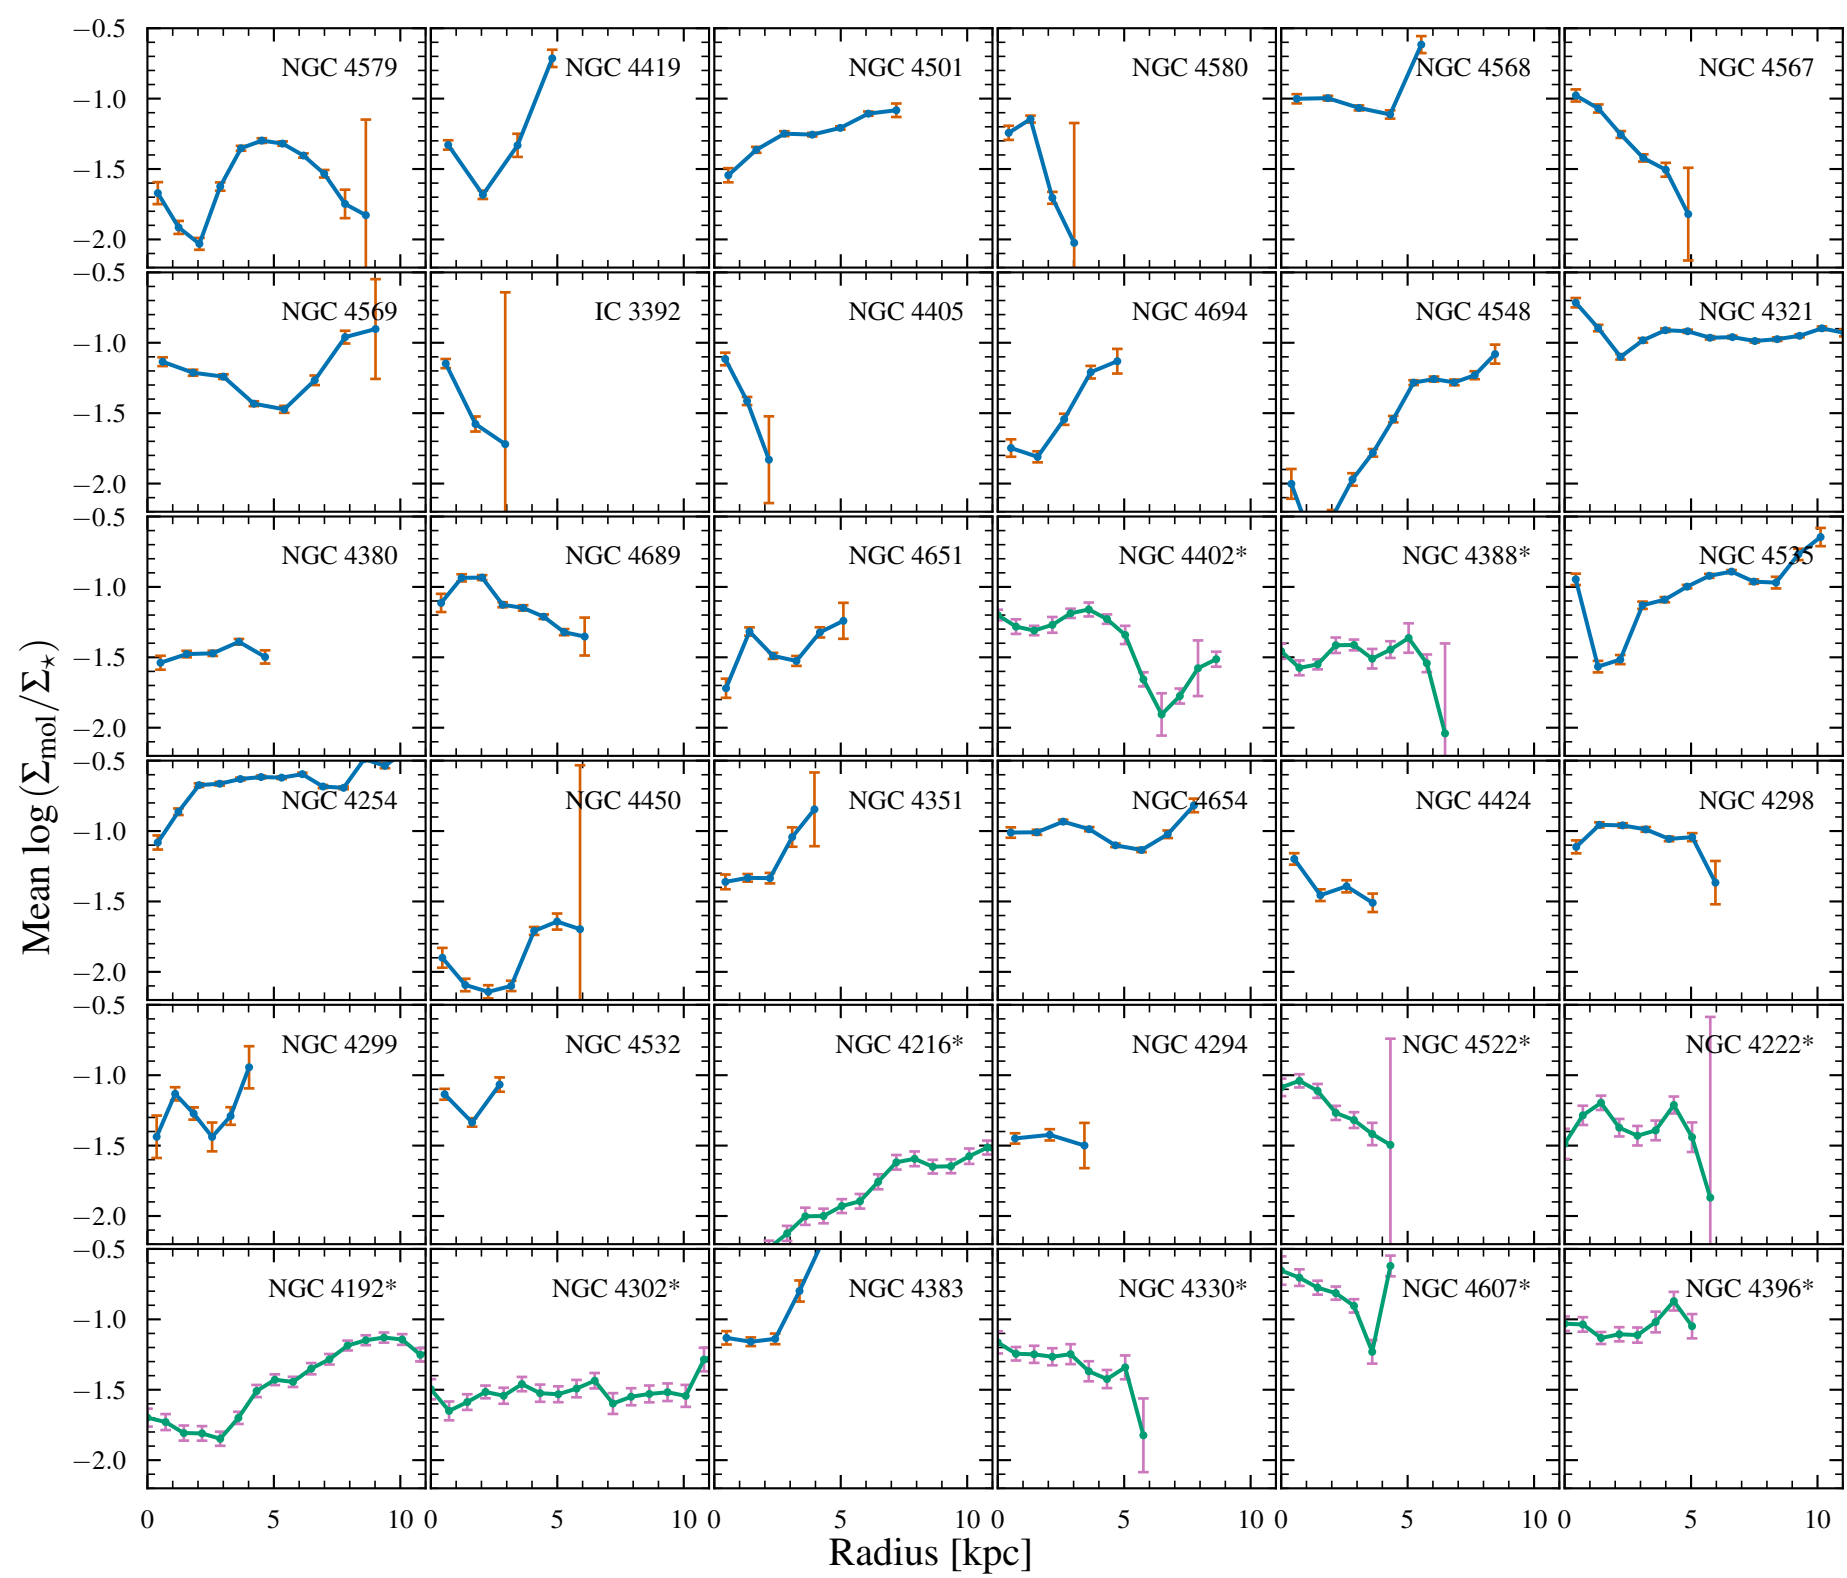 −0.5
NGC 4579 NGC 4419 NGC 4501 NGC 4580 NGC 4568 NGC 4567
−1.0
−1.5
−2.0
−0.5
NGC 4569 IC 3392 NGC 4405 NGC 4694 NGC 4548 NGC 4321
−1.0
−1.5
−2.0
−0.5
NGC 4380 NGC 4689 NGC 4651 NGC 4402* NGC 4388* NGC 4535
−1.0
−1.5
−2.0
Mean log (Σmol/Σ⋆)
−0.5
NGC 4254 NGC 4450 NGC 4351 NGC 4654 NGC 4424 NGC 4298
−1.0
−1.5
−2.0
−0.5
NGC 4299 NGC 4532 NGC 4216* NGC 4294 NGC 4522* NGC 4222*
−1.0
−1.5
−2.0
−0.5
NGC 4192* NGC 4302* NGC 4383 NGC 4330* NGC 4607* NGC 4396*
−1.0
−1.5
−2.0
0 5 10 0 5 10 0 5 10 0 5 10 0 5 10 0 5 10
Radius [kpc]